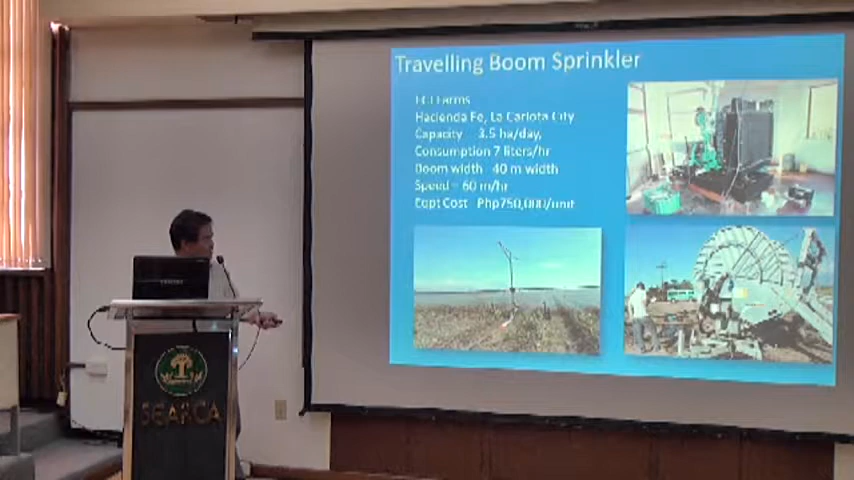 Travelling Boom Sprinkler
Farms
Hacienda Fe, La Carlota City
Capacity 3.5 ha/day,
Consumption 7 liters/hr
Boom width 40 m width
Speed – 60 m/hr
Eqpt Cost Php750,000/unit
SEARCA